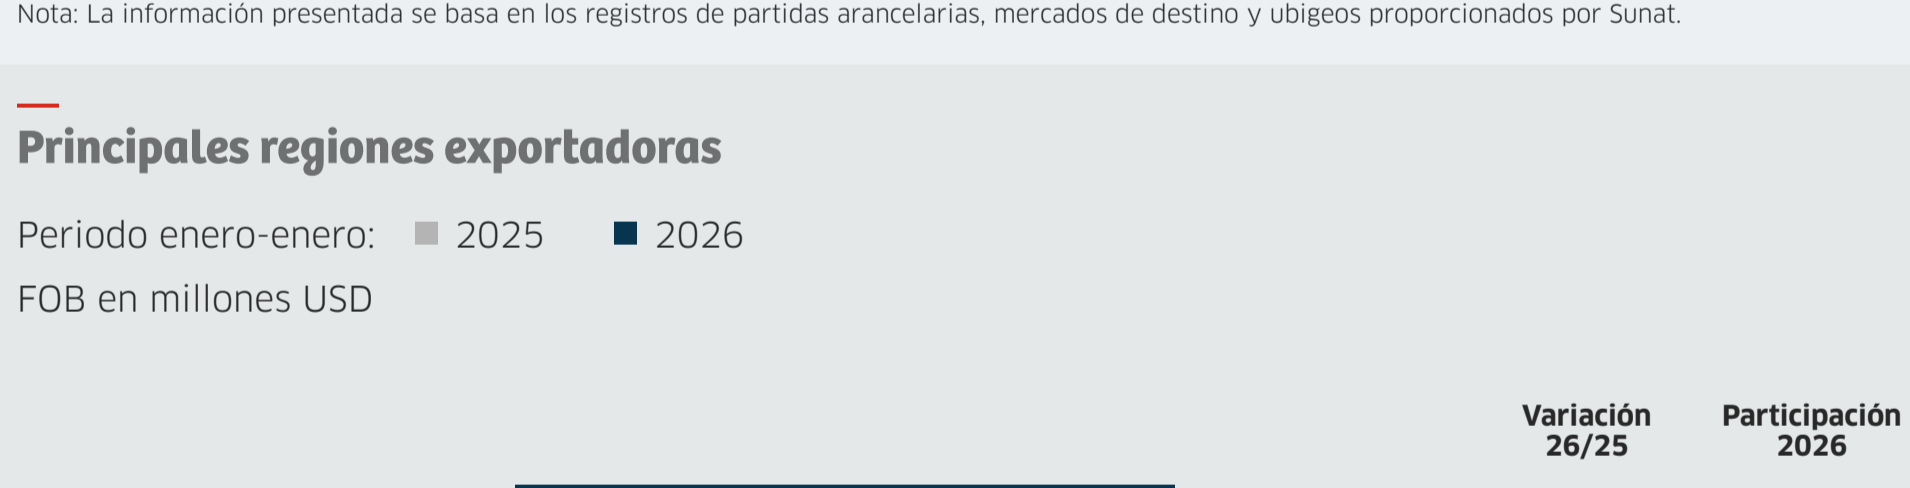 Nota: La información presentada se basa en los registros de partidas arancelarias, mercados de destino y ubigeos proporcionados por Sunat.
Principales regiones exportadoras
Periodo enero-enero: 2025 2026
FOB en millones USD
Variación Participación
26/25 2026